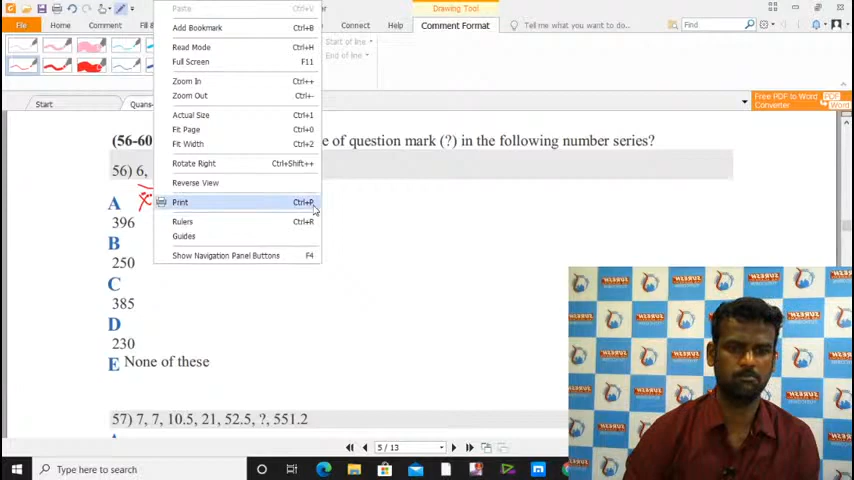 Drawing Tool
File
Connect
Help
Comment Format
Tell me what you want to do...
Find
Start of line
End of line
Start
Quans-
Free PDF to Word
Converter
PDF
Word
Paste Ctrl+V
Add Bookmark Ctrl+B
Read Mode Ctrl+H
Full Screen F11
Zoom In Ctrl++
Zoom Out Ctrl+-
Actual Size Ctrl+1
Fit Page Ctrl+0
Fit Width Ctrl+2
Rotate Right Ctrl+Shift++
Reverse View
Print Ctrl+P
Rulers Ctrl+R
Guides
Show Navigation Panel Buttons F4
(56-60 e of question mark (?) in the following number series?
56) 6,
A
396
B
250
C
385
D
230
E None of these
57) 7, 7, 10.5, 21, 52.5, ?, 551.2
5 / 13
Type here to search